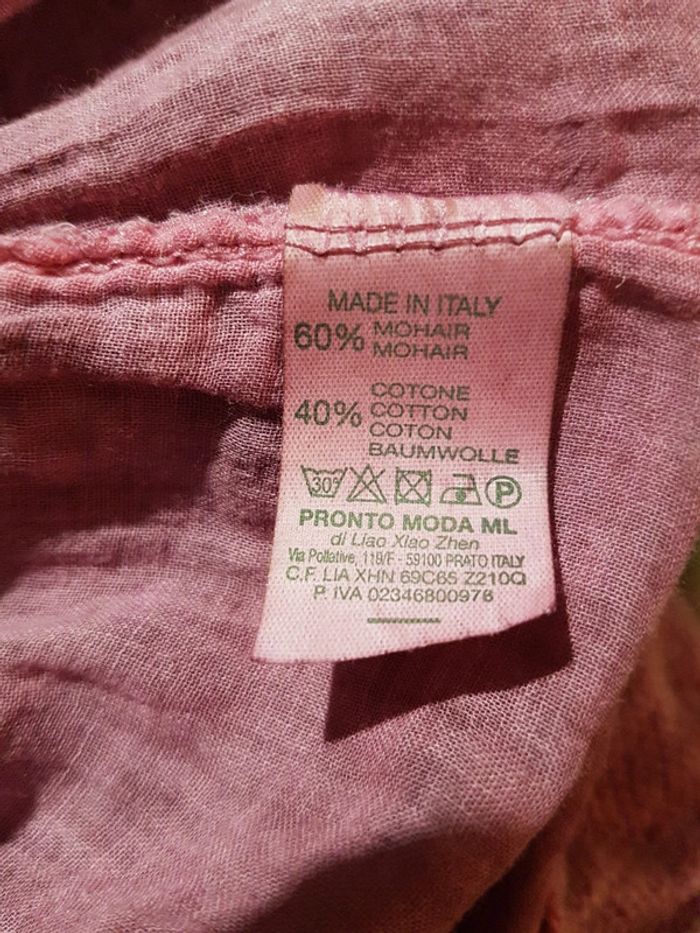 MADE IN ITALY
60% MOHAIR
MOHAIR
40% COTONE
COTTON
COTON
BAUMWOLLE
30° P
PRONTO MODA ML
di Liao Xiao Zhen
Via Pollative, 118/F - 59100 PRATO ITALY
C.F. LIA XHN 69C65 Z210Q
P. IVA 02346800976